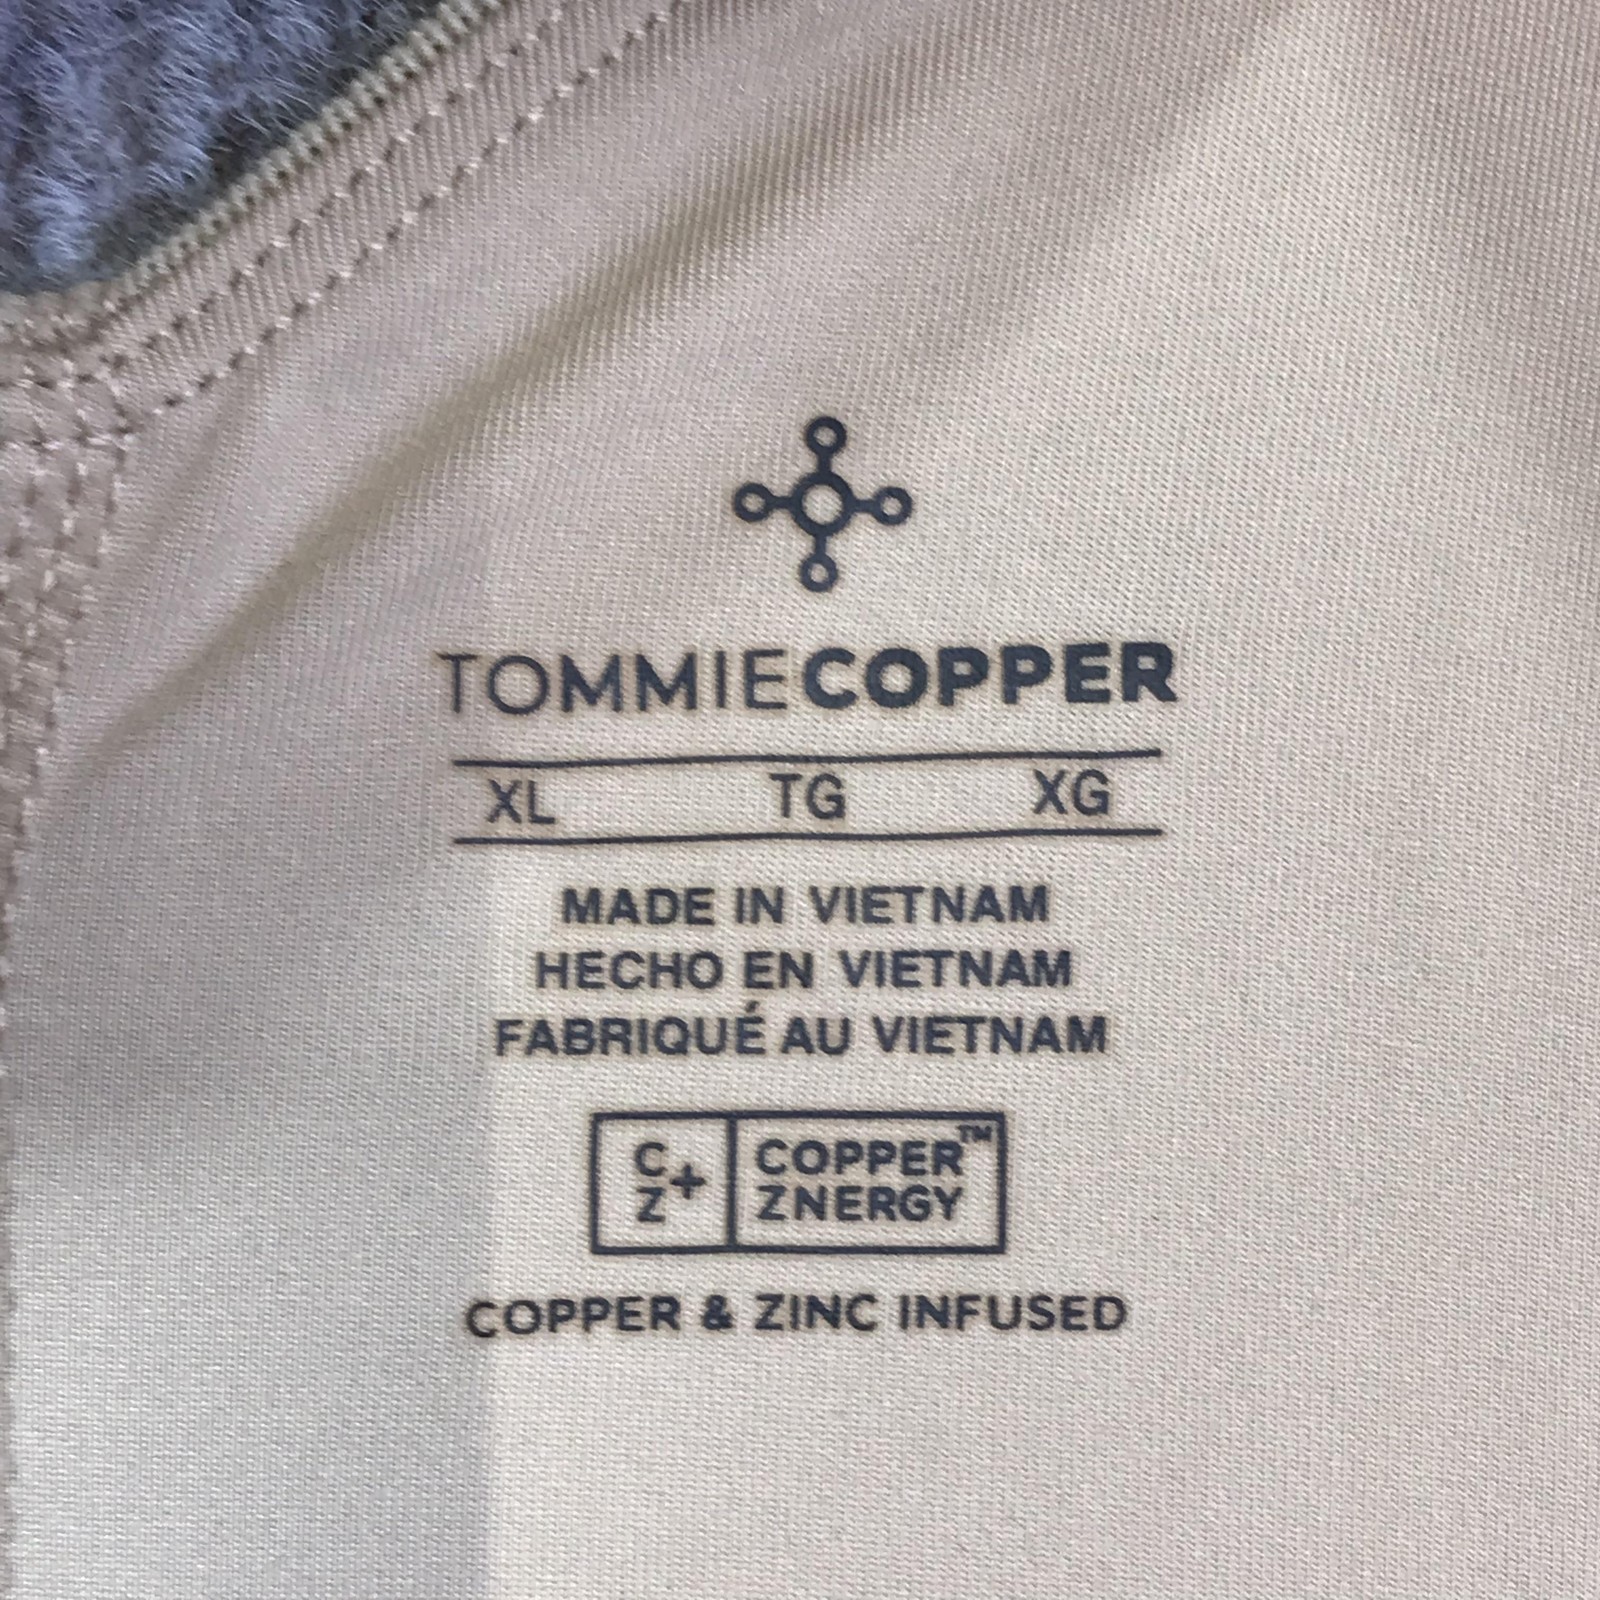 TOMMIECOPPER
XL TG XG
MADE IN VIETNAM
HECHO EN VIETNAM
FABRIQUÉ AU VIETNAM
C
Z+
COPPER™
ZNERGY
COPPER & ZINC INFUSED